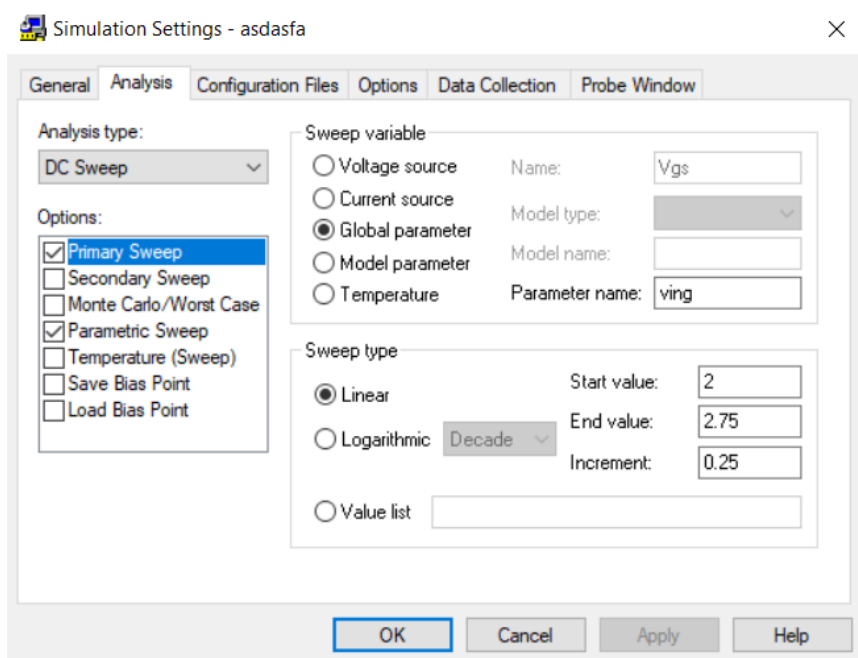 Simulation Settings - asdasfa
General Analysis Configuration Files Options Data Collection Probe Window
Analysis type:
DC Sweep
Options:
Primary Sweep
Secondary Sweep
Monte Carlo/Worst Case
Parametric Sweep
Temperature (Sweep)
Save Bias Point
Load Bias Point
Sweep variable
Voltage source
Current source
Global parameter
Model parameter
Temperature
Name: Vgs
Model type:
Model name:
Parameter name: ving
Sweep type
Linear
Logarithmic Decade
Start value: 2
End value: 2.75
Increment: 0.25
Value list
OK Cancel Apply Help